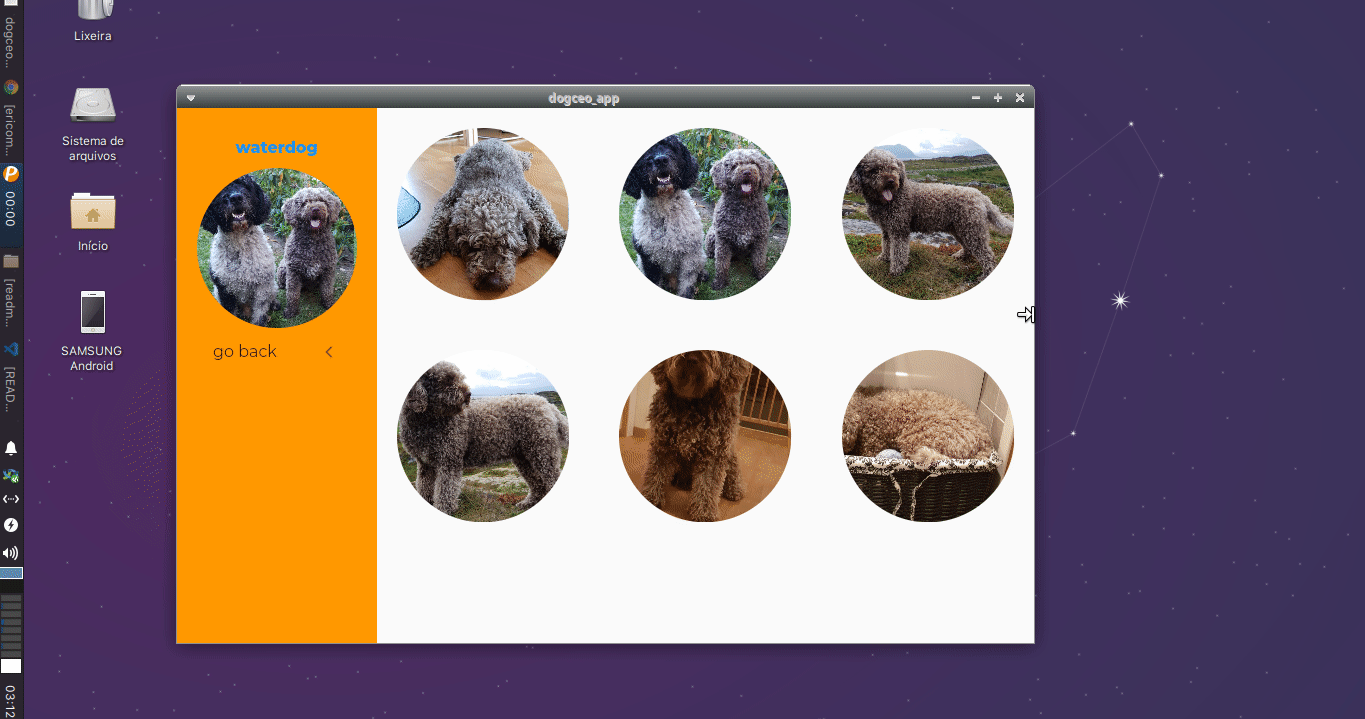 Lixeira
Sistema de
arquivos
Início
SAMSUNG
Android
dogceo...
[ericom...
00:00
[readm...
[READ...
03:12
dogceo_app
waterdog
go back